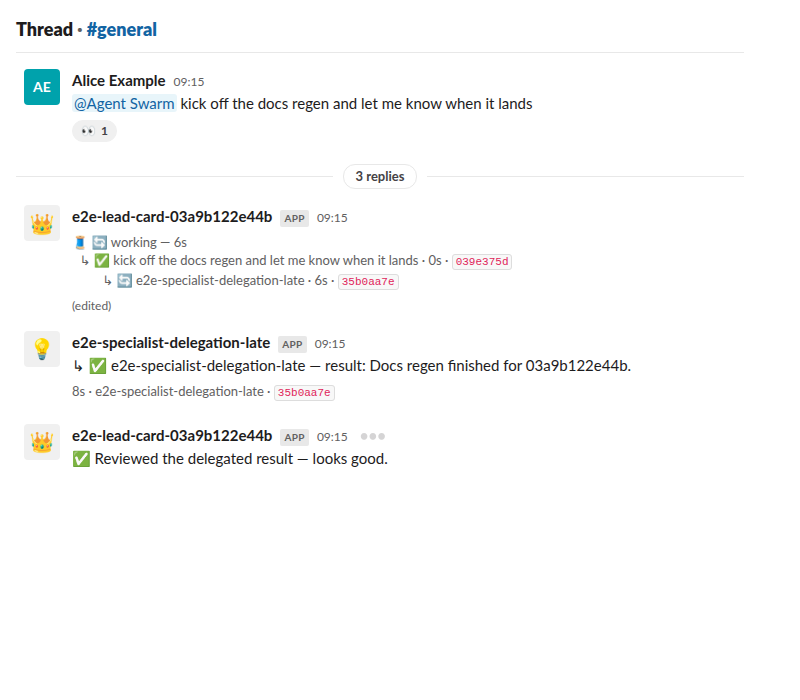 Thread • #general
AE
Alice Example 09:15
@Agent Swarm kick off the docs regen and let me know when it lands
👀 1
3 replies
e2e-lead-card-03a9b122e44b APP 09:15
🧵 🔄 working — 6s
↳ ✅ kick off the docs regen and let me know when it lands · 0s · 039e375d
↳ 🔄 e2e-specialist-delegation-late · 6s · 35b0aa7e
(edited)
e2e-specialist-delegation-late APP 09:15
↳ ✅ e2e-specialist-delegation-late — result: Docs regen finished for 03a9b122e44b.
8s · e2e-specialist-delegation-late · 35b0aa7e
e2e-lead-card-03a9b122e44b APP 09:15
✅ Reviewed the delegated result — looks good.